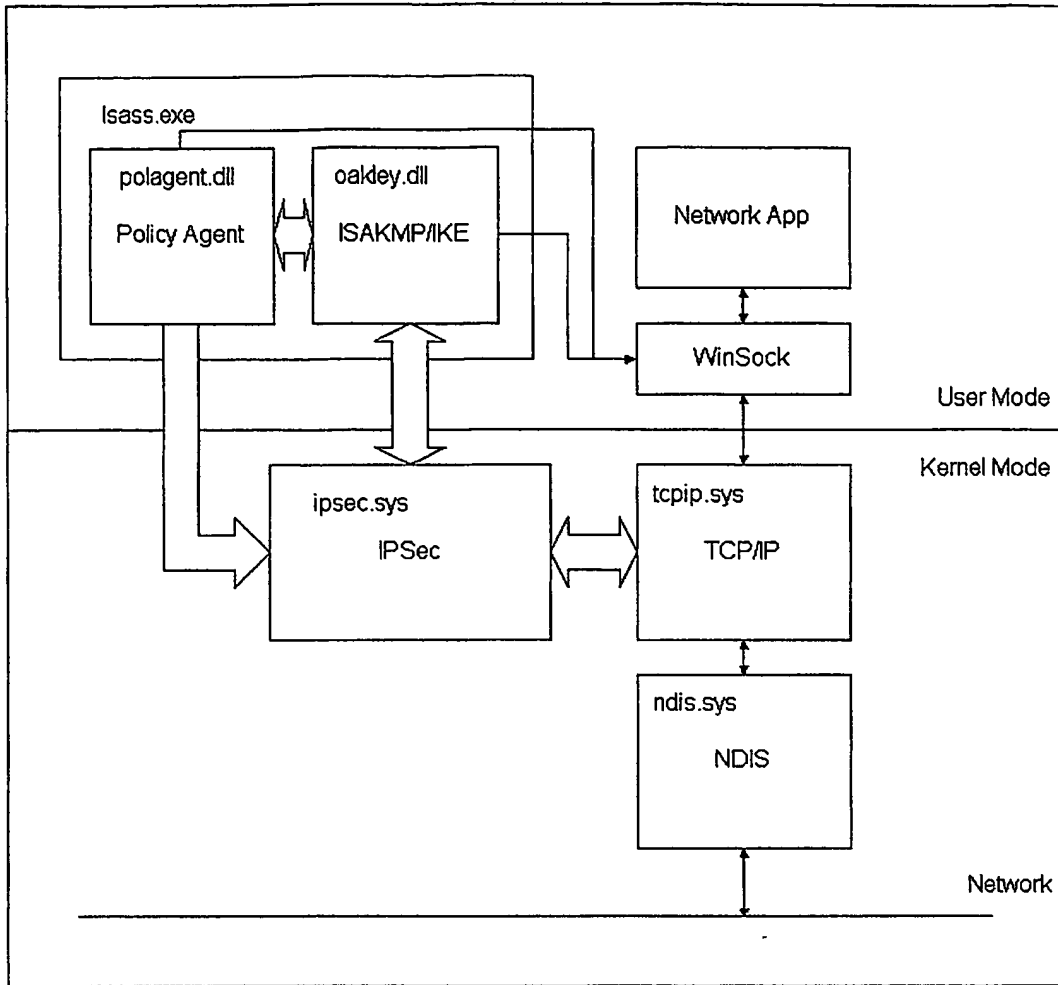 lsass.exe
polagent.dll
Policy Agent
oakley.dll
ISAKMP/IKE
Network App
WinSock
User Mode
Kernel Mode
ipsec.sys
IPSec
tcpip.sys
TCP/IP
ndis.sys
NDIS
Network